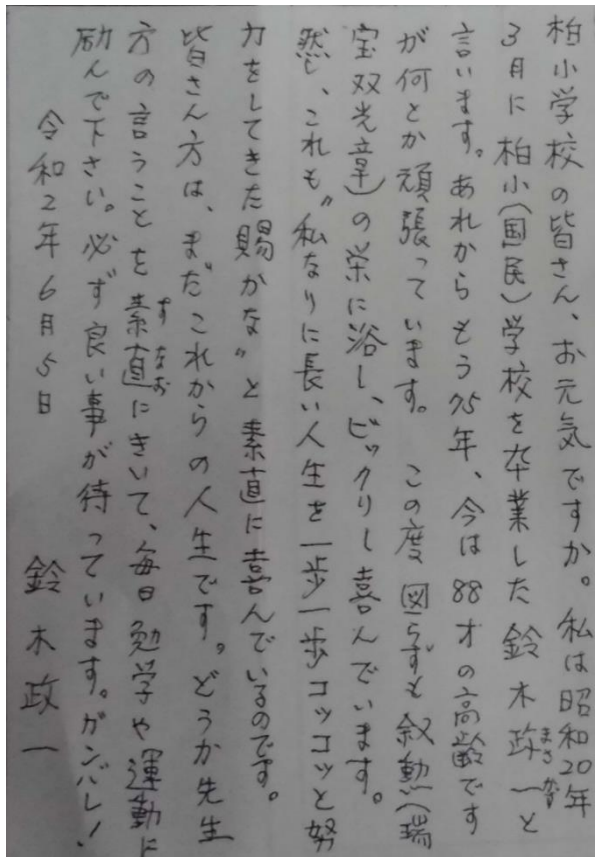 柏小学校の皆さん、お元気ですか。私は昭和20年
3月に柏小(国民)学校を卒業した鈴木政一と
まさかず
言います。あれからもう75年、今は88才の高齢です
が何とか頑張っています。この度図らずも叙勲(瑞
宝双光章)の栄に浴し、ビックリし喜んでいます。
然し、これも〝私なりに長い人生を一歩一歩コツコツと努
力をしてきた賜かな〟と素直に喜んでいるのです。
皆さん方は、まだこれからの人生です。どうか先生
方の言うことを素直にきいて、毎日勉学や運動に
すなお
励んで下さい。必ず良い事が待っています。ガンバレ!
令和2年6月5日
鈴木政一